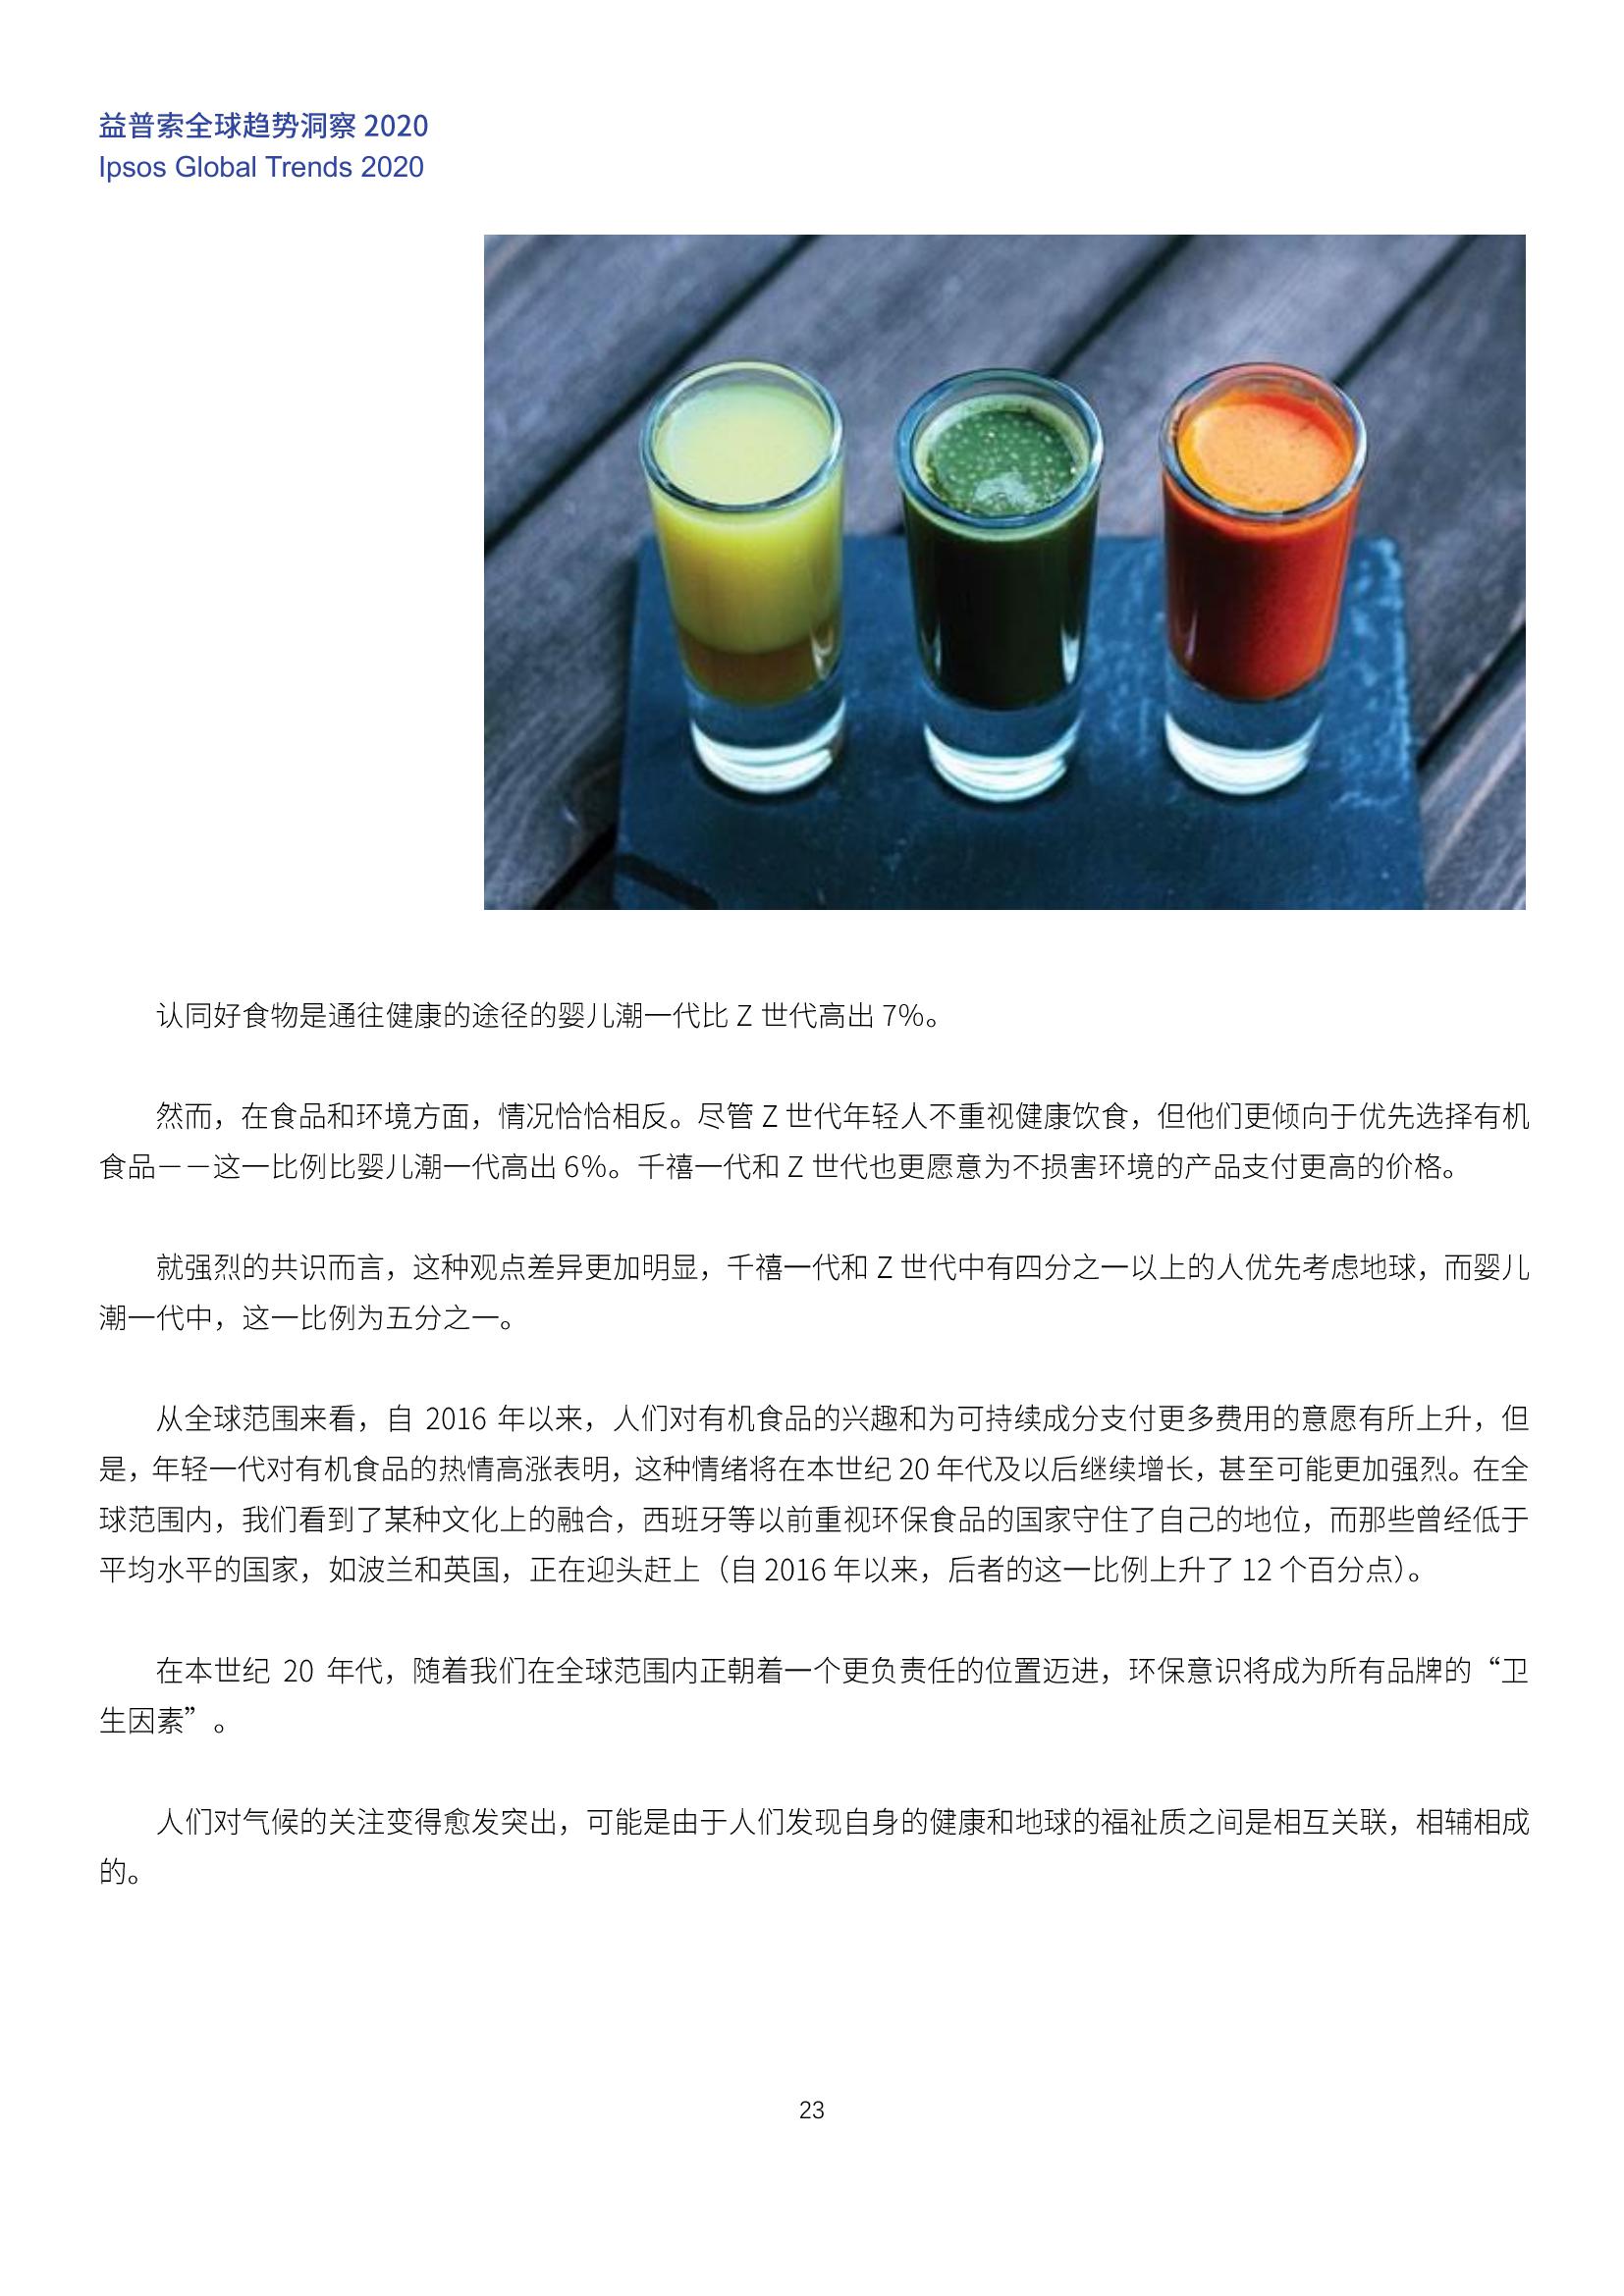 益普索全球趋势洞察 2020
Ipsos Global Trends 2020
认同好食物是通往健康的途径的婴儿潮一代比 Z 世代高出 7%。
然而，在食品和环境方面，情况恰恰相反。尽管 Z 世代年轻人不重视健康饮食，但他们更倾向于优先选择有机
食品——这一比例比婴儿潮一代高出 6%。千禧一代和 Z 世代也更愿意为不损害环境的产品支付更高的价格。
就强烈的共识而言，这种观点差异更加明显，千禧一代和 Z 世代中有四分之一以上的人优先考虑地球，而婴儿
潮一代中，这一比例为五分之一。
从全球范围来看，自 2016 年以来，人们对有机食品的兴趣和为可持续成分支付更多费用的意愿有所上升，但
是，年轻一代对有机食品的热情高涨表明，这种情绪将在本世纪 20 年代及以后继续增长，甚至可能更加强烈。在全
球范围内，我们看到了某种文化上的融合，西班牙等以前重视环保食品的国家守住了自己的地位，而那些曾经低于
平均水平的国家，如波兰和英国，正在迎头赶上（自 2016 年以来，后者的这一比例上升了 12 个百分点）。
在本世纪 20 年代，随着我们在全球范围内正朝着一个更负责任的位置迈进，环保意识将成为所有品牌的“卫
生因素”。
人们对气候的关注变得愈发突出，可能是由于人们发现自身的健康和地球的福祉质之间是相互关联，相辅相成
的。
23